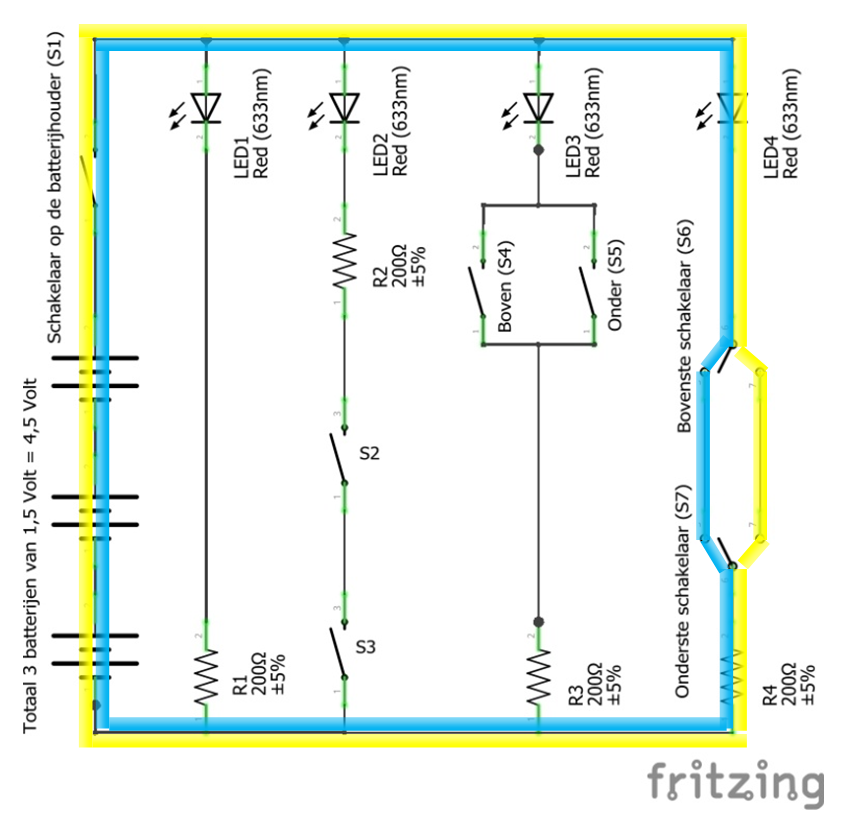 Schakelaar op de batterijhouder (S1)
Totaal 3 batterijen van 1,5 Volt = 4,5 Volt
LED1
Red (633nm)
R1
200Ω
±5%
LED2
Red (633nm)
R2
200Ω
±5%
S2
S3
LED3
Red (633nm)
Boven (S4)
Onder (S5)
R3
200Ω
±5%
LED4
Red (633nm)
Bovenste schakelaar (S6)
Onderste schakelaar (S7)
R4
200Ω
±5%
fritzing